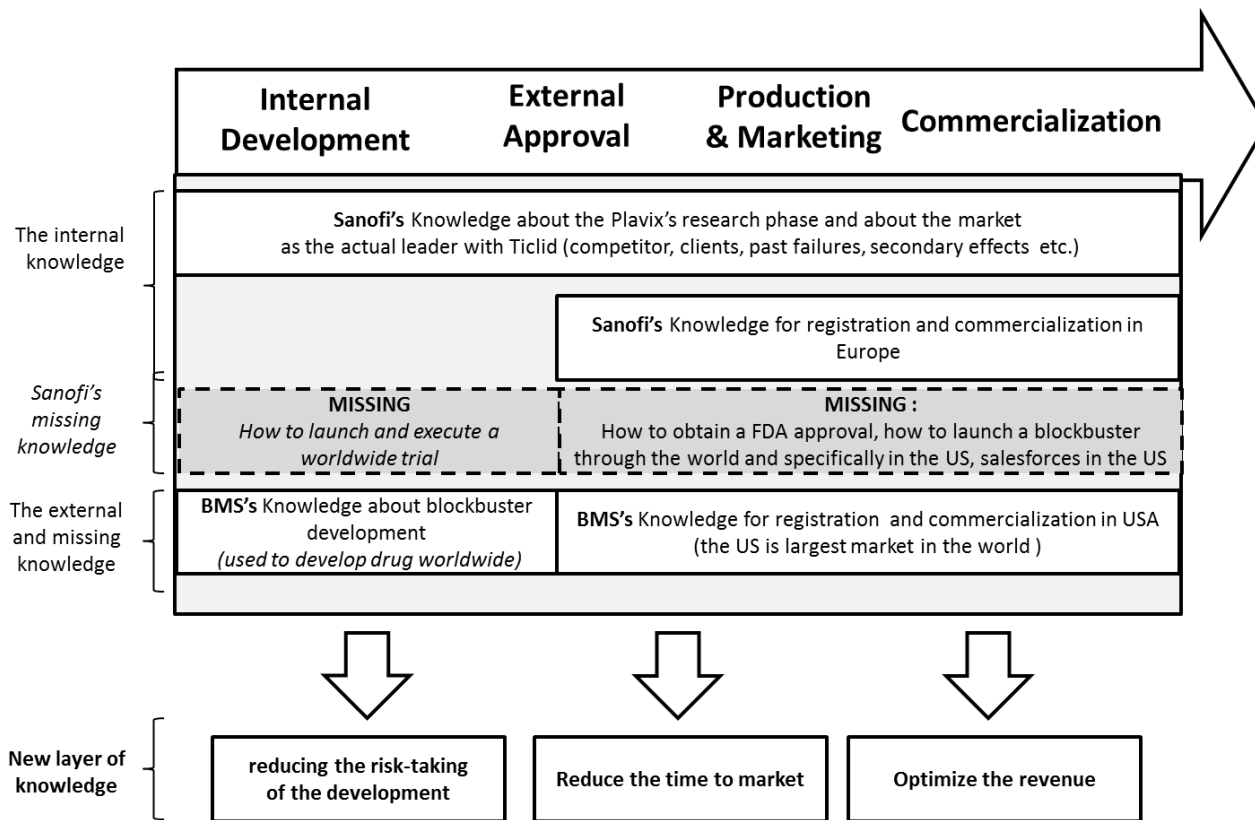 Internal
Development
External
Approval
Production
& Marketing
Commercialization
The internal
knowledge
Sanofi’s Knowledge about the Plavix’s research phase and about the market
as the actual leader with Ticlid (competitor, clients, past failures, secondary effects etc.)
Sanofi’s Knowledge for registration and commercialization in
Europe
Sanofi’s
missing
knowledge
MISSING
How to launch and execute a
worldwide trial
MISSING :
How to obtain a FDA approval, how to launch a blockbuster
through the world and specifically in the US, salesforces in the US
The external
and missing
knowledge
BMS’s Knowledge about blockbuster
development
(used to develop drug worldwide)
BMS’s Knowledge for registration and commercialization in USA
(the US is largest market in the world )
New layer of
knowledge
reducing the risk-taking
of the development
Reduce the time to market
Optimize the revenue